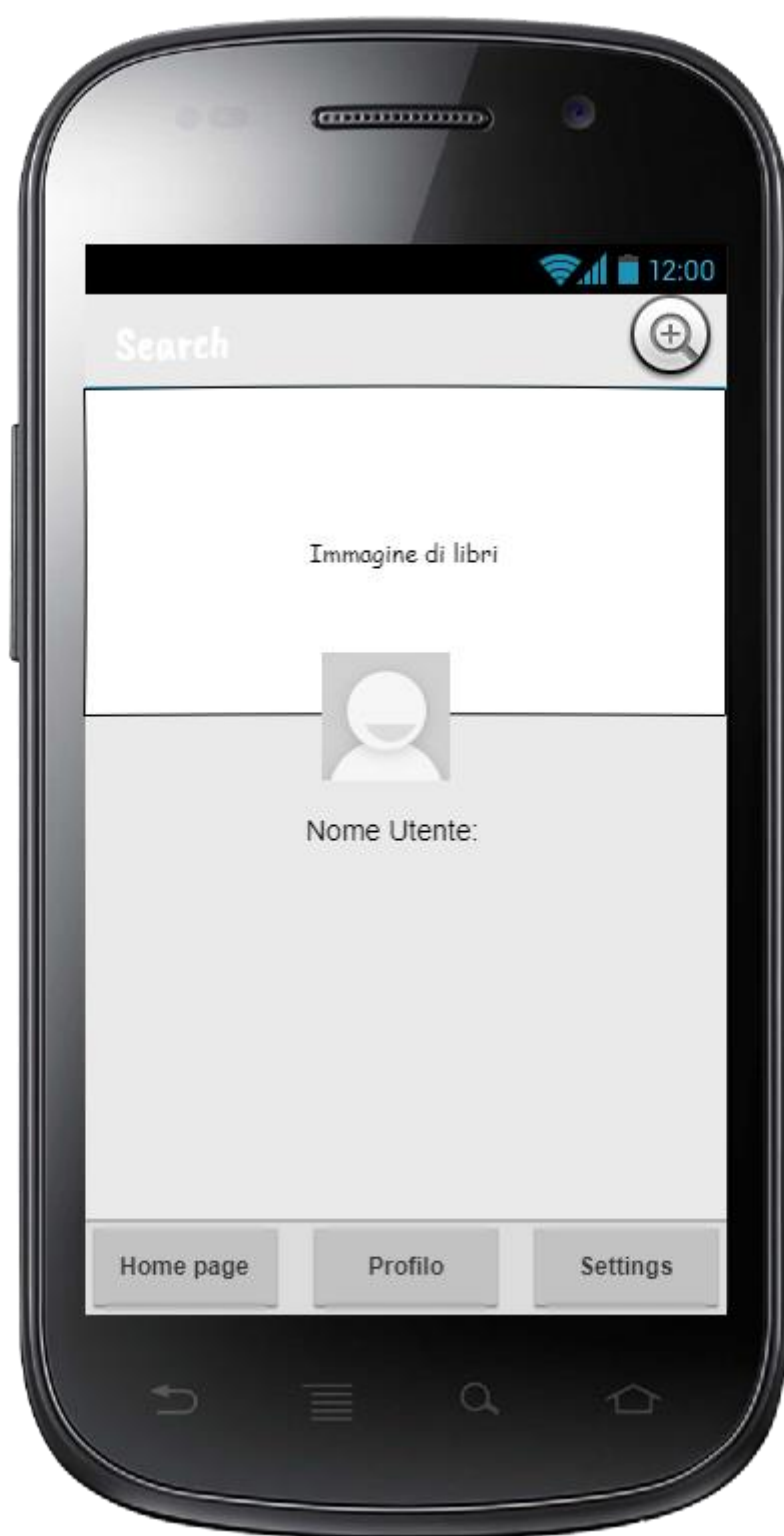 12:00
Search
Immagine di libri
Nome Utente:
Home page
Profilo
Settings